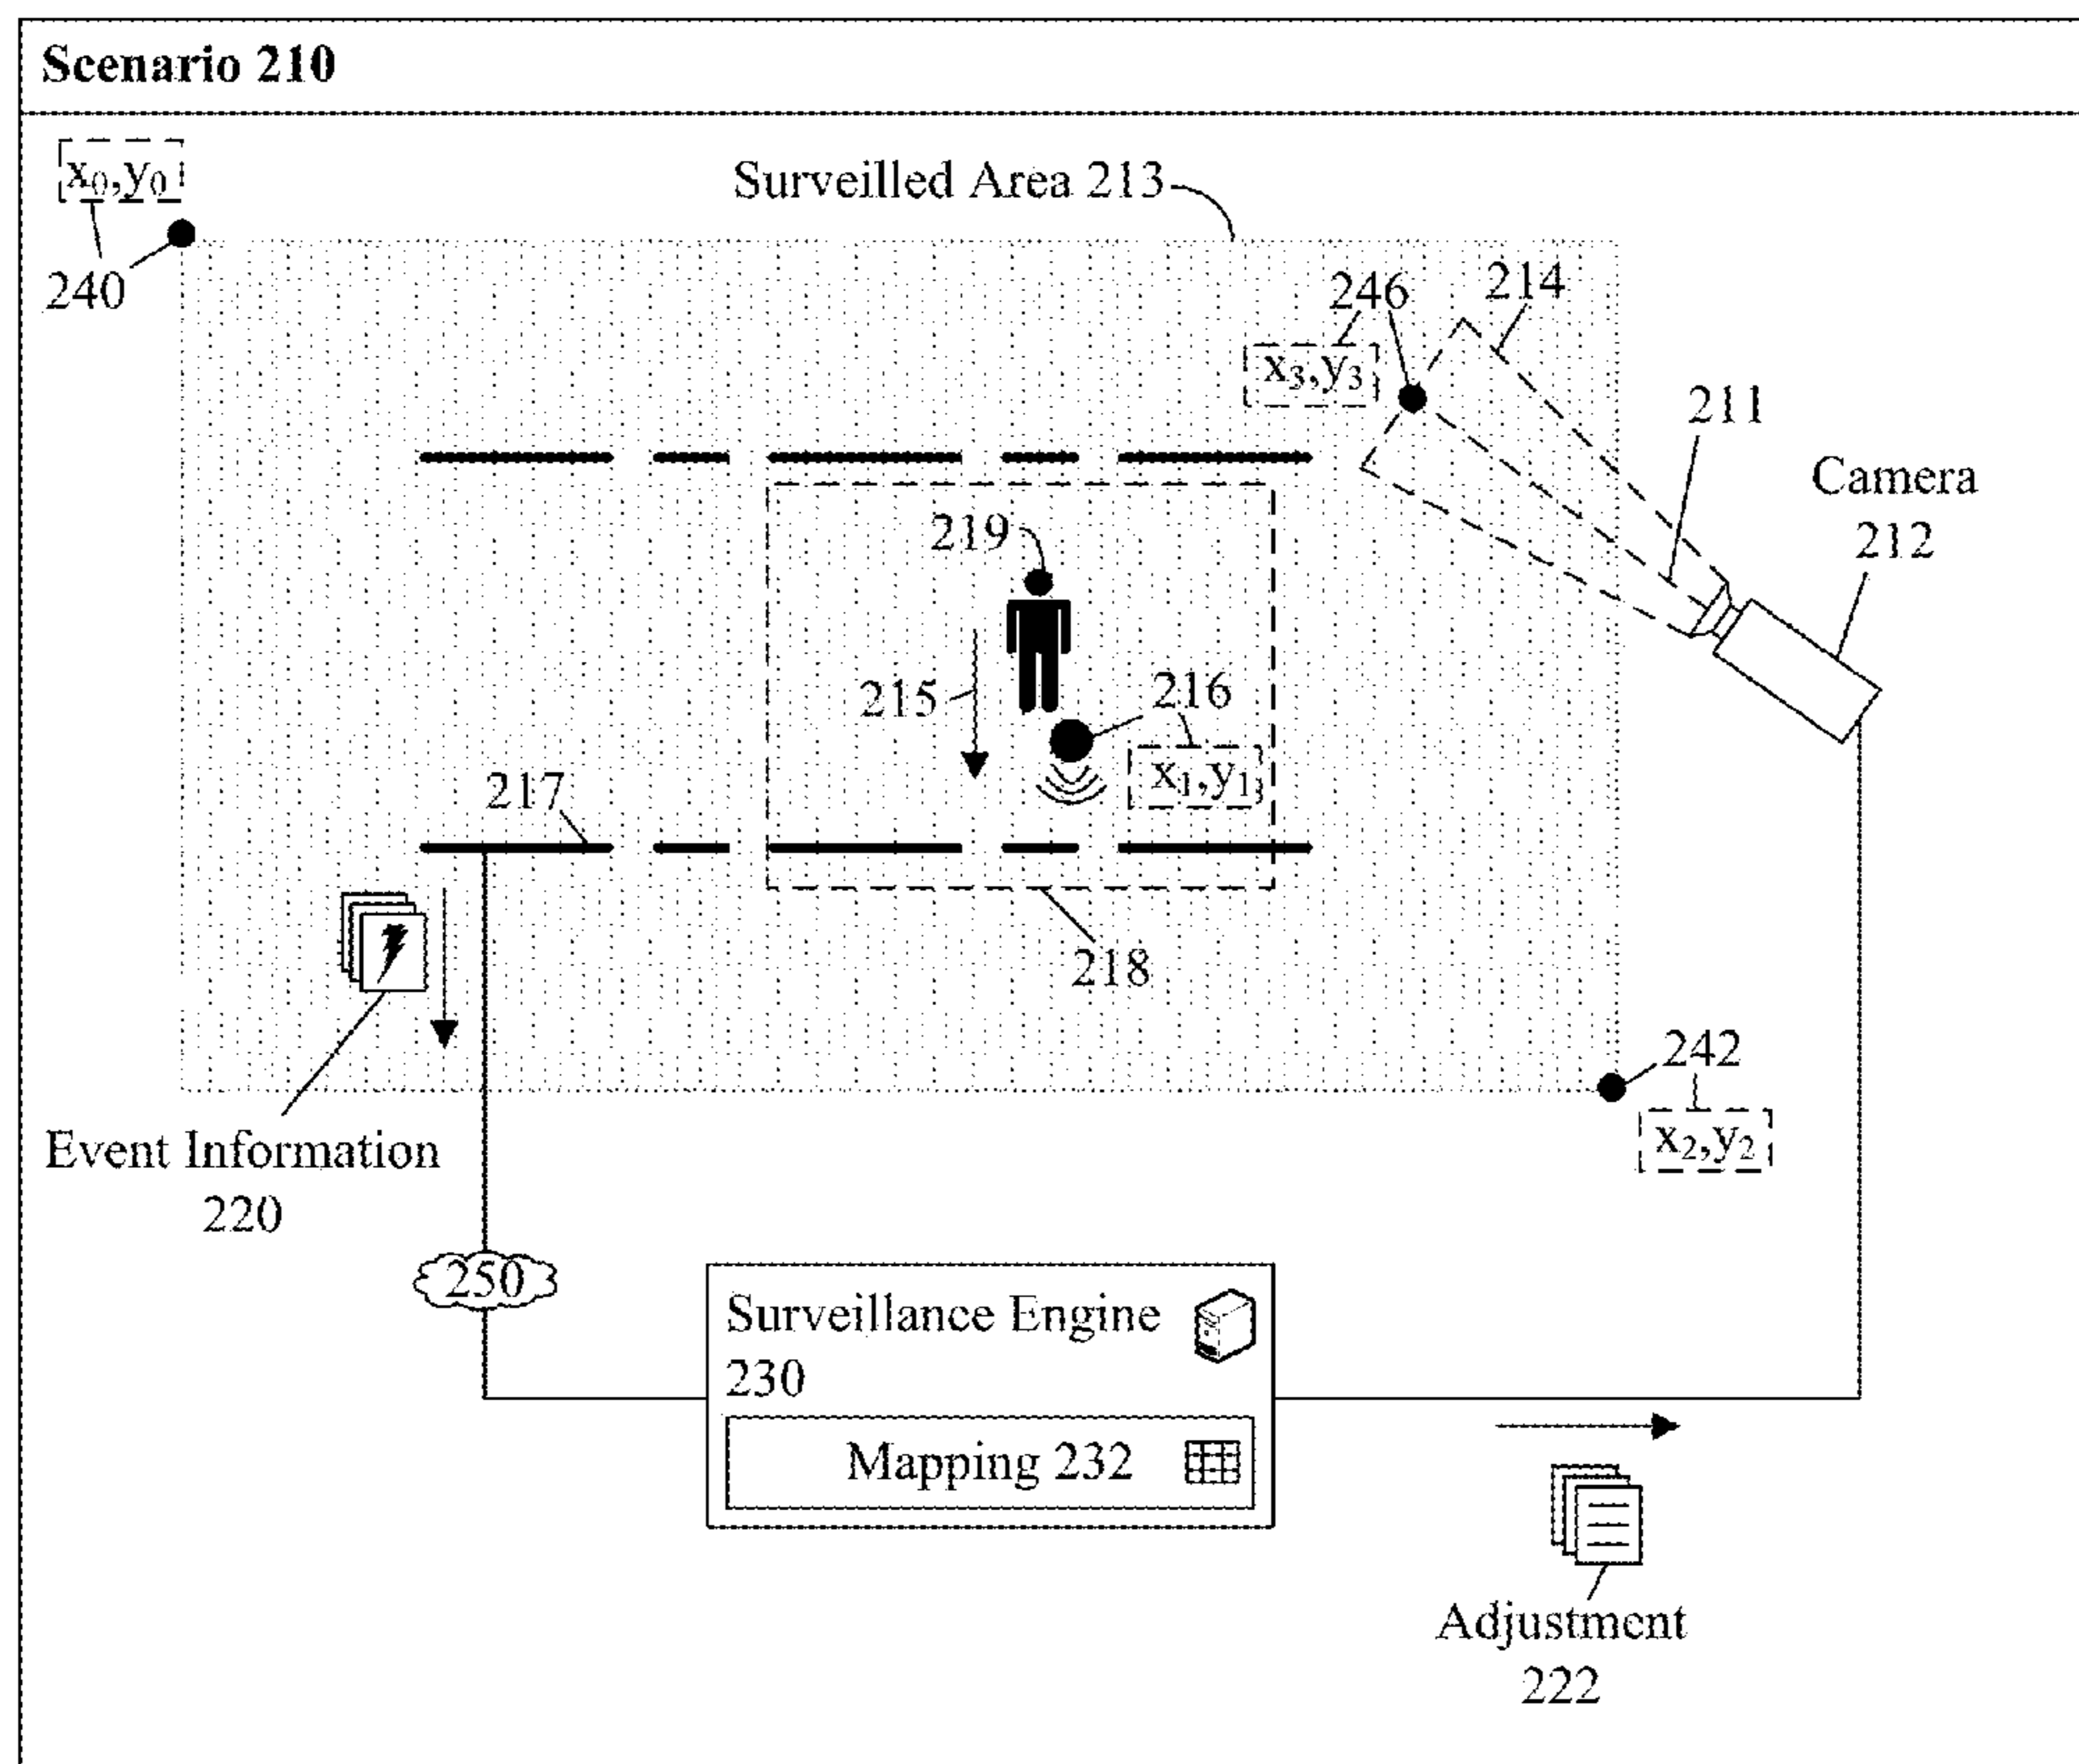 Scenario 210
x₀,y₀
240
Surveilled Area 213
246
214
x₃,y₃
211
Camera
212
219
215
216
x₁,y₁
217
218
242
x₂,y₂
Event Information
220
250
Surveillance Engine
230
Mapping 232
Adjustment
222